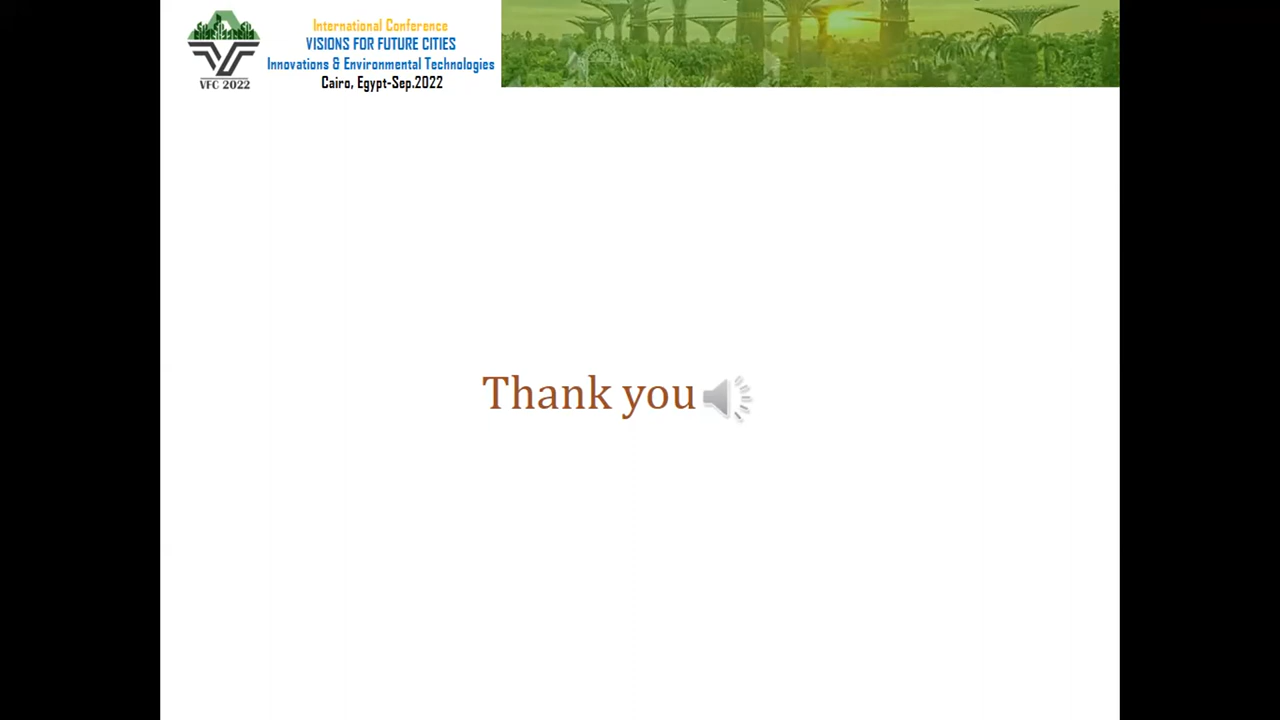 International Conference
VISIONS FOR FUTURE CITIES
Innovations & Environmental Technologies
Cairo, Egypt-Sep.2022
VFC 2022
Thank you